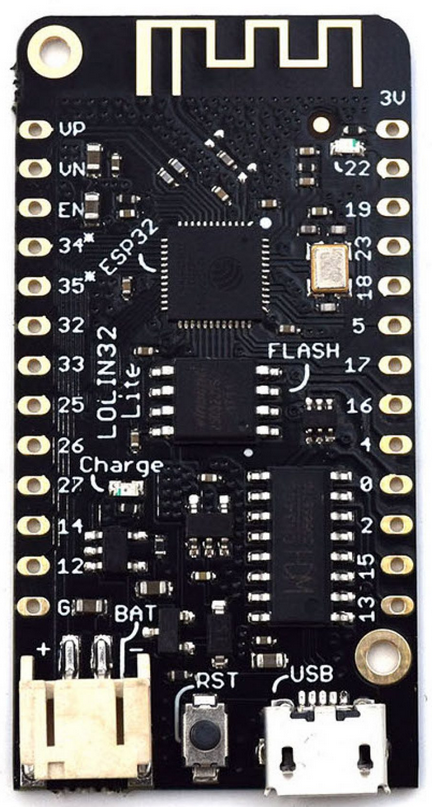 3V
VP
VN
EN
34*
35*
32
33
25
26
27
14
12
G
22
19
23
18
5
17
16
4
0
2
15
13
ESP32
LOLIN32
Lite
FLASH
Charge
BAT
+
-
RST
USB